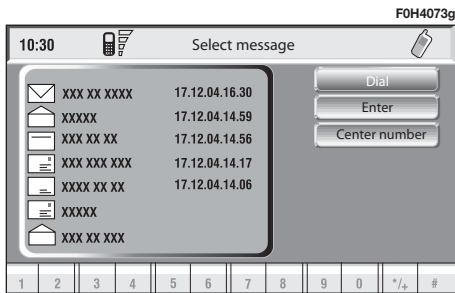 F0H4073g
10:30 Select message
Dial
Enter
Center number
XXX XX XXXX 17.12.04.16.30
XXXXX 17.12.04.14.59
XXX XX XX 17.12.04.14.56
XXX XXX XXX 17.12.04.14.17
XXXX XX XX 17.12.04.14.06
XXXXX
XXX XX XXX
1 2 3 4 5 6 7 8 9 0 */+ #